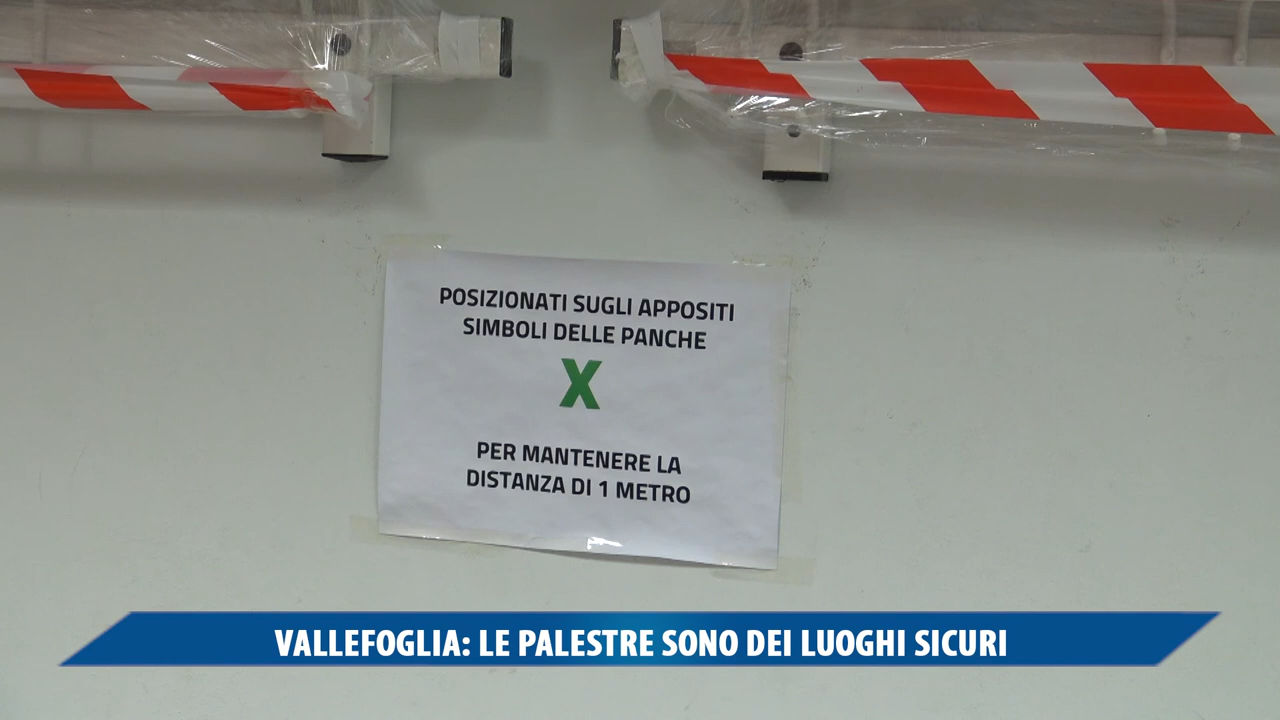 POSIZIONATI SUGLI APPOSITI
SIMBOLI DELLE PANCHE
X
PER MANTENERE LA
DISTANZA DI 1 METRO
VALLEFOGLIA: LE PALESTRE SONO DEI LUOGHI SICURI